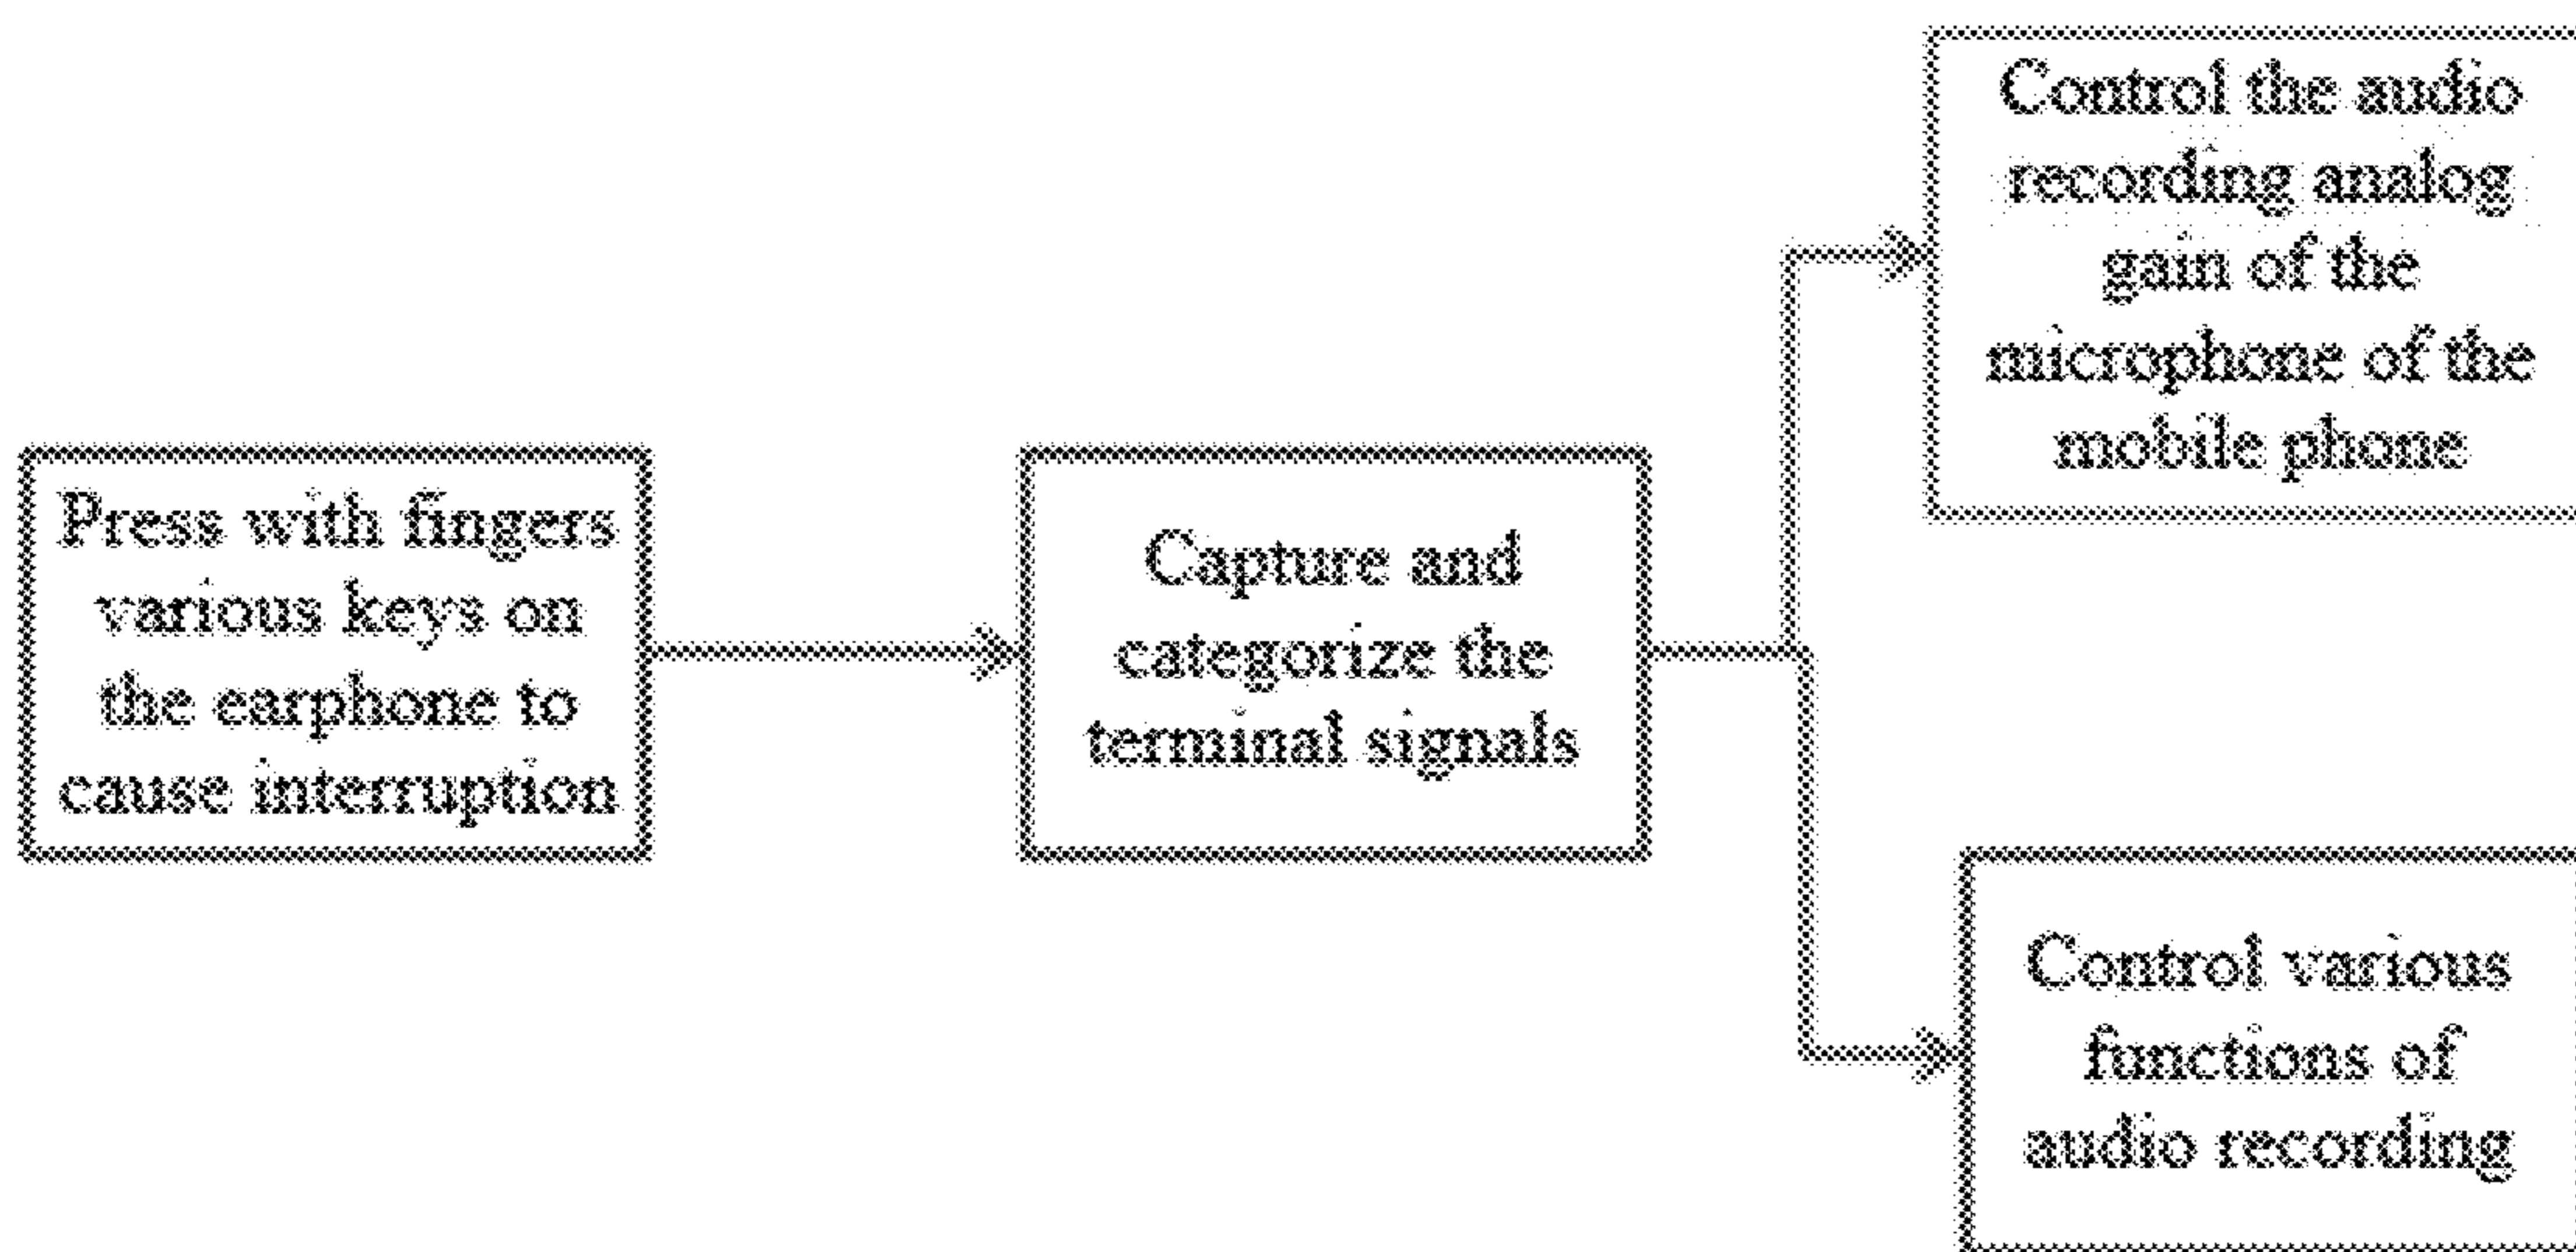 Press with fingers
various keys on
the earphone to
cause interruption
Capture and
categorize the
terminal signals
Control the audio
recording analog
gain of the
microphone of the
mobile phone
Control various
functions of
audio recording